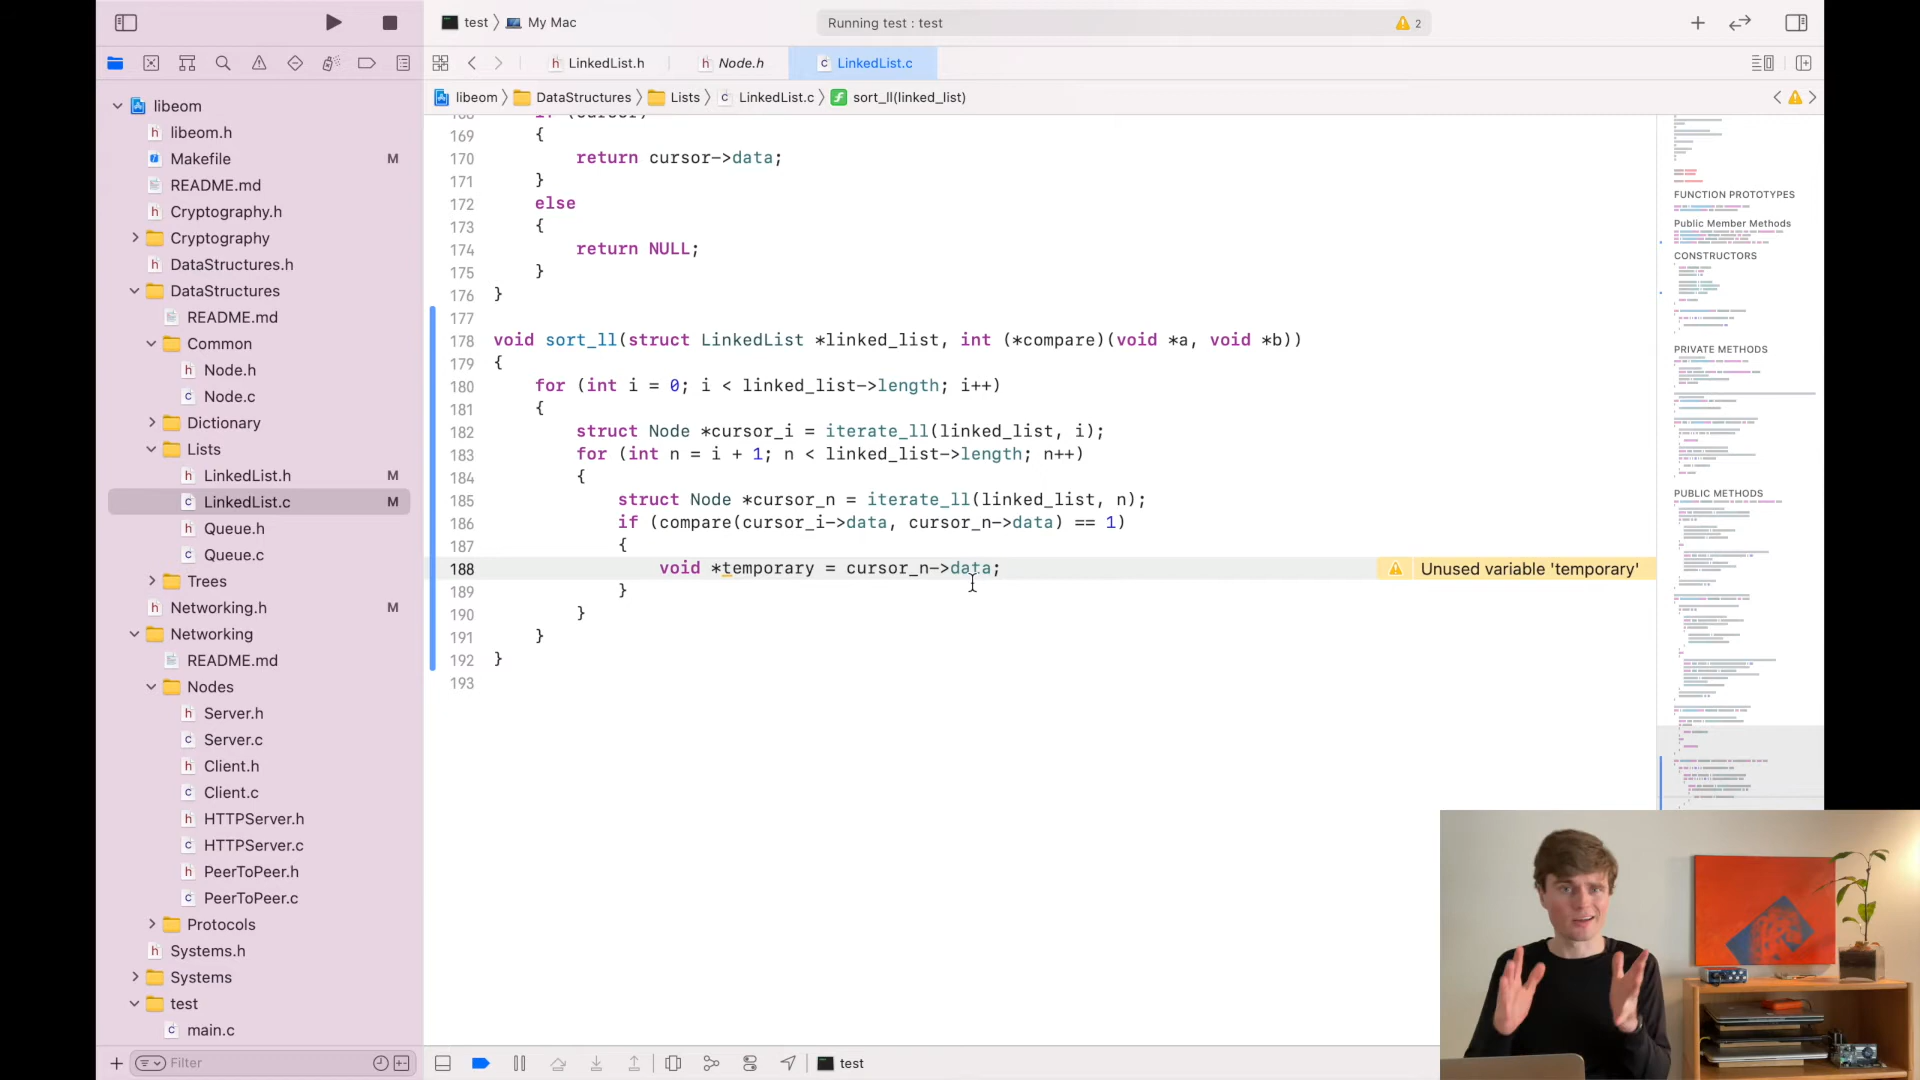 test
My Mac
Running test : test
2
LinkedList.h
Node.h
LinkedList.c
libeom
DataStructures
Lists
LinkedList.c
sort_ll(linked_list)
libeom
libeom.h
Makefile M
README.md
Cryptography.h
Cryptography
DataStructures.h
DataStructures
README.md
Common
Node.h
Node.c
Dictionary
Lists
LinkedList.h M
LinkedList.c M
Queue.h
Queue.c
Trees
Networking.h M
Networking
README.md
Nodes
Server.h
Server.c
Client.h
Client.c
HTTPServer.h
HTTPServer.c
PeerToPeer.h
PeerToPeer.c
Protocols
Systems.h
Systems
test
main.c
Filter
169 {
170 return cursor->data;
171 }
172 else
173 {
174 return NULL;
175 }
176 }
177
178 void sort_ll(struct LinkedList *linked_list, int (*compare)(void *a, void *b))
179 {
180 for (int i = 0; i < linked_list->length; i++)
181 {
182 struct Node *cursor_i = iterate_ll(linked_list, i);
183 for (int n = i + 1; n < linked_list->length; n++)
184 {
185 struct Node *cursor_n = iterate_ll(linked_list, n);
186 if (compare(cursor_i->data, cursor_n->data) == 1)
187 {
188 void *temporary = cursor_n->data;
Unused variable 'temporary'
189 }
190 }
191 }
192 }
193
FUNCTION PROTOTYPES
Public Member Methods
CONSTRUCTORS
PRIVATE METHODS
PUBLIC METHODS
test